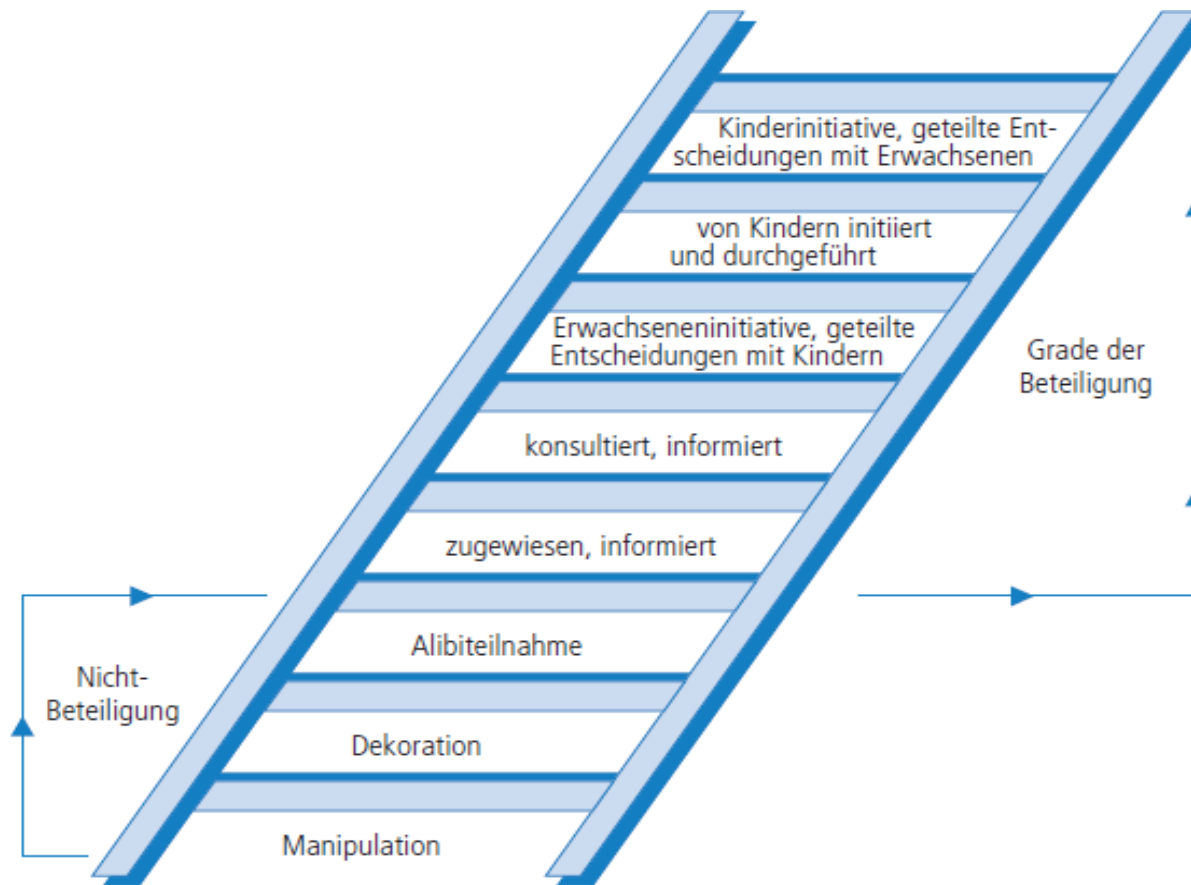 Kinderinitiative, geteilte Ent-
scheidungen mit Erwachsenen
von Kindern initiiert
und durchgeführt
Erwachseneninitiative, geteilte
Entscheidungen mit Kindern
Grade der
Beteiligung
konsultiert, informiert
zugewiesen, informiert
Alibiteilnahme
Nicht-
Beteiligung
Dekoration
Manipulation